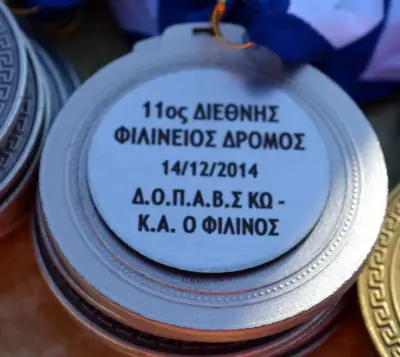 11ος ΔΙΕΘΝΗΣ
ΦΙΛΙΝΕΙΟΣ ΔΡΟΜΟΣ
14/12/2014
Δ.Ο.Π.Α.Β.Σ ΚΩ -
Κ.Α. Ο ΦΙΛΙΝΟΣ